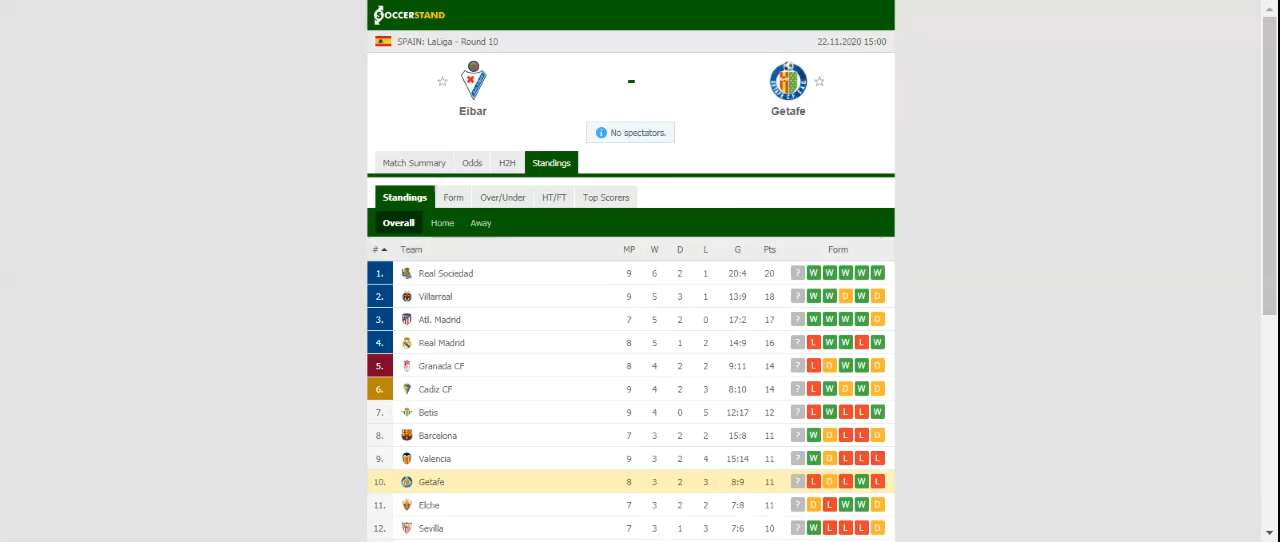 SOCCERSTAND
SPAIN: LaLiga - Round 10 22.11.2020 15:00
-
Eibar Getafe
No spectators.
Match Summary Odds H2H Standings
Standings Form Over/Under HT/FT Top Scorers
Overall Home Away
# Team MP W D L G Pts Form
1. Real Sociedad 9 6 2 1 20:4 20 ? W W W W W
2. Villarreal 9 5 3 1 13:9 18 ? W W D W D
3. Atl. Madrid 7 5 2 0 17:2 17 ? W W W W D
4. Real Madrid 8 5 1 2 14:9 16 ? L W W L W
5. Granada CF 8 4 2 2 9:11 14 ? L D W W D
6. Cadiz CF 9 4 2 3 8:10 14 ? L W D W D
7. Betis 9 4 0 5 12:17 12 ? L W L L W
8. Barcelona 7 3 2 2 15:8 11 ? W D L L D
9. Valencia 9 3 2 4 15:14 11 ? W D L L L
10. Getafe 8 3 2 3 8:9 11 ? L D L W L
11. Elche 7 3 2 2 7:8 11 ? D L W W D
12. Sevilla 7 3 1 3 7:6 10 ? W L L L D